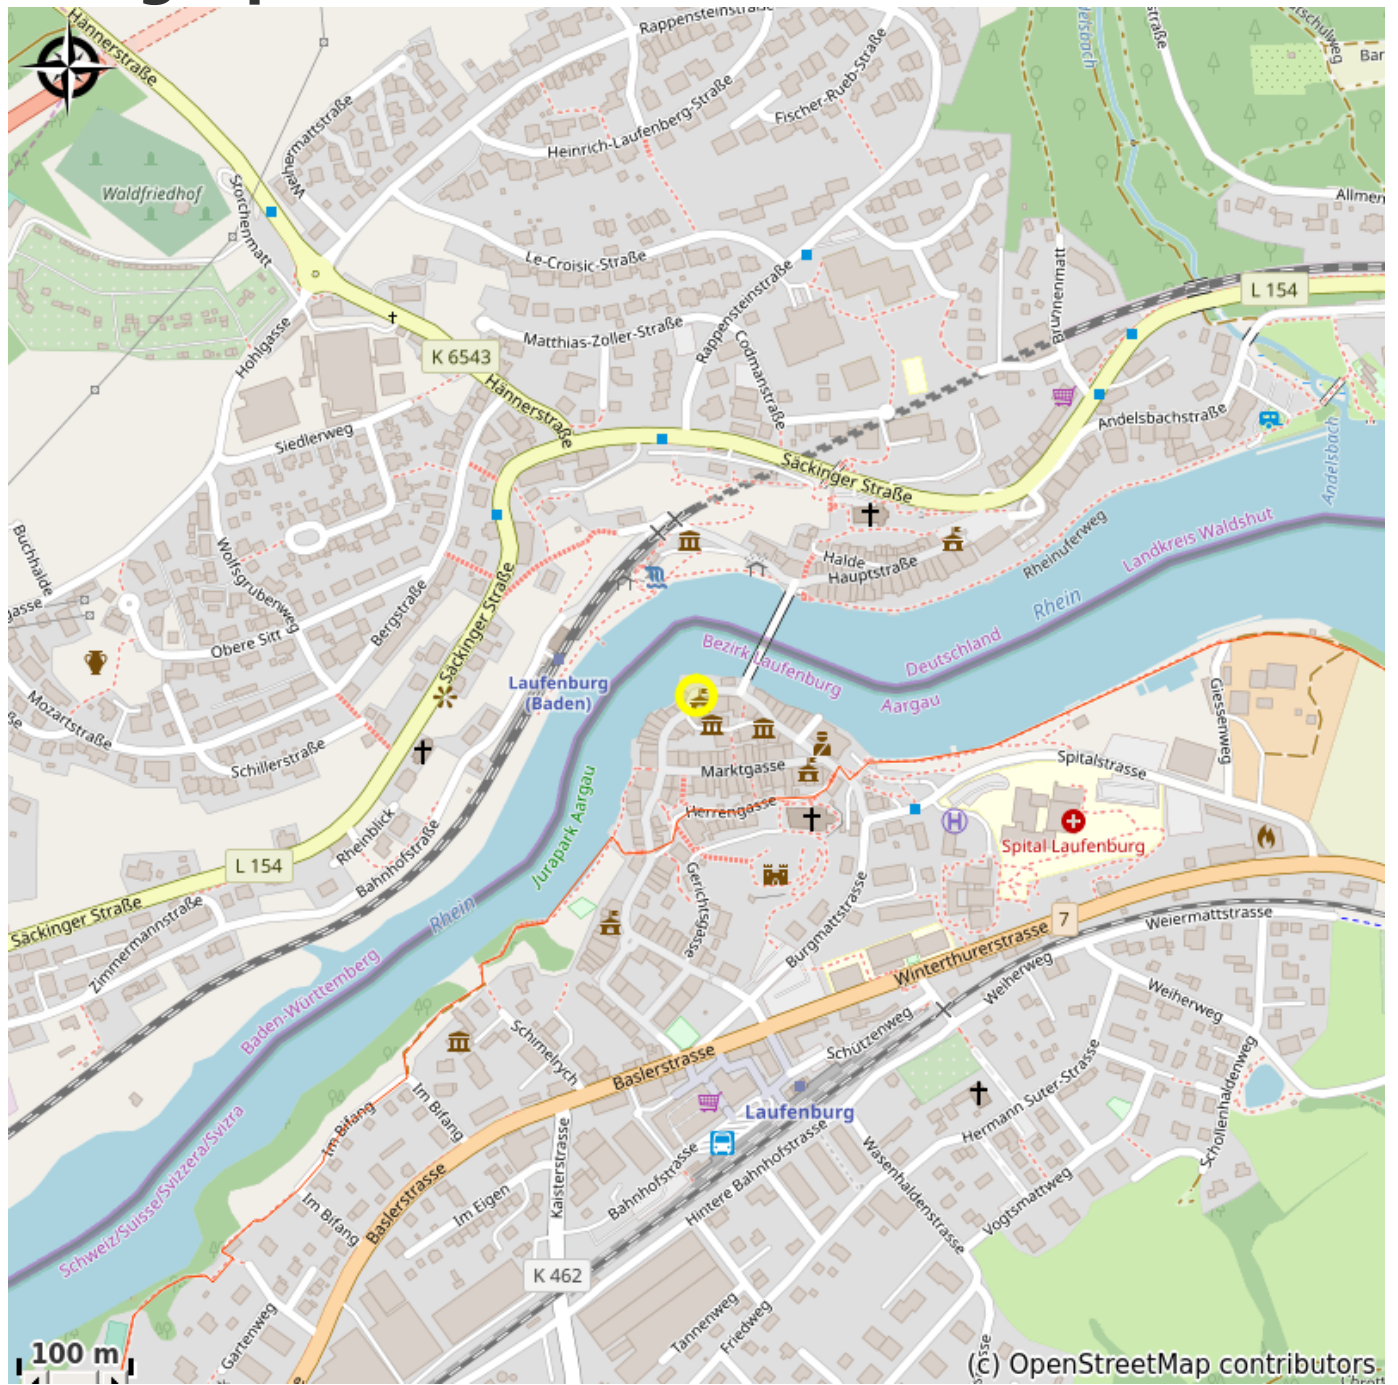 Hännerstraße
Rappensteinstraße
Andelsbach
Fischer-Rueb-Straße
Heinrich-Laufenberg-Straße
Weihermattstraße
Waldfriedhof
Storchenmatt
Allmen
Le-Croisic-Straße
Rappensteinstraße
Brunnenmatt
L 154
Matthias-Zoller-Straße
Codmanstraße
K 6543
Hohlgasse
Hännerstraße
Andelsbachstraße
Siedlerweg
Säckinger Straße
Andelsbach
Buchhalde
Wolfsgruberweg
Halde
Hauptstraße
Rheinuferweg
Landkreis Waldshut
gasse
Bergstraße
Säckinger Straße
Rhein
Obere Sitt
Bezirk Laufenburg
Deutschland
Aargau
Laufenburg
(Baden)
Mozartstraße
Schillerstraße
Giessenweg
Marktgasse
Spitalstrasse
Herrengasse
Jurapark Aargau
Rheinblick
Bahnhofstraße
Spital Laufenburg
L 154
Gerichtsgasse
Burgmattstrasse
Säckinger Straße
Zimmermannstraße
Rhein
7
Weiermattstrasse
Winterthurerstrasse
Baden-Württemberg
Weiherweg
Weiherweg
Schimelrych
Schützenweg
Baslerstrasse
Hermann Suter-Strasse
Schollenhaldenweg
Laufenburg
Im Bifang
Im Bifang
Schweiz/Suisse/Svizzera/Svizra
Kaisterstrasse
Bahnhofstrasse
Hintere Bahnhofstrasse
Wasenhaldenstrasse
Vogtsmattweg
Im Bifang
Im Eigen
Baslerstrasse
K 462
Gartenweg
Tannenweg
Friedweg
100 m
(c) OpenStreetMap contributors